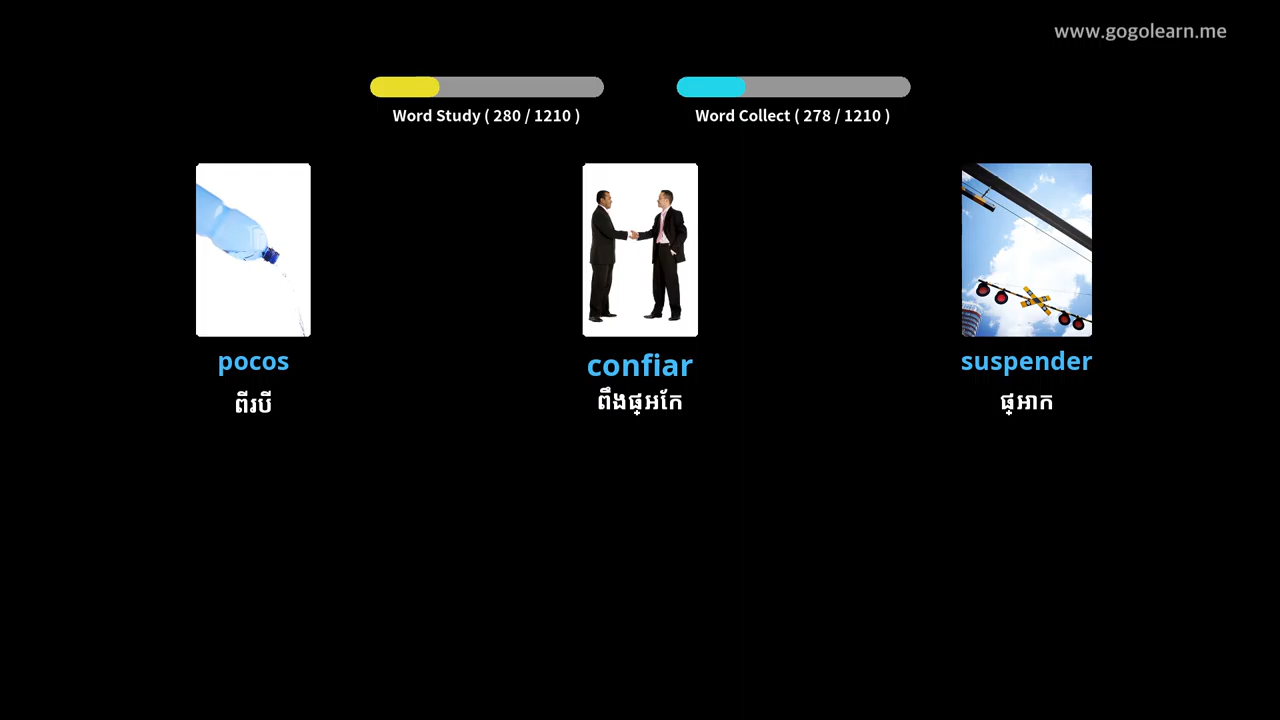 www.gogolearn.me
Word Study ( 280 / 1210 )
Word Collect ( 278 / 1210 )
pocos
confiar
suspender
ពីរបី
ពឹងផ្អែក
ផ្អាក